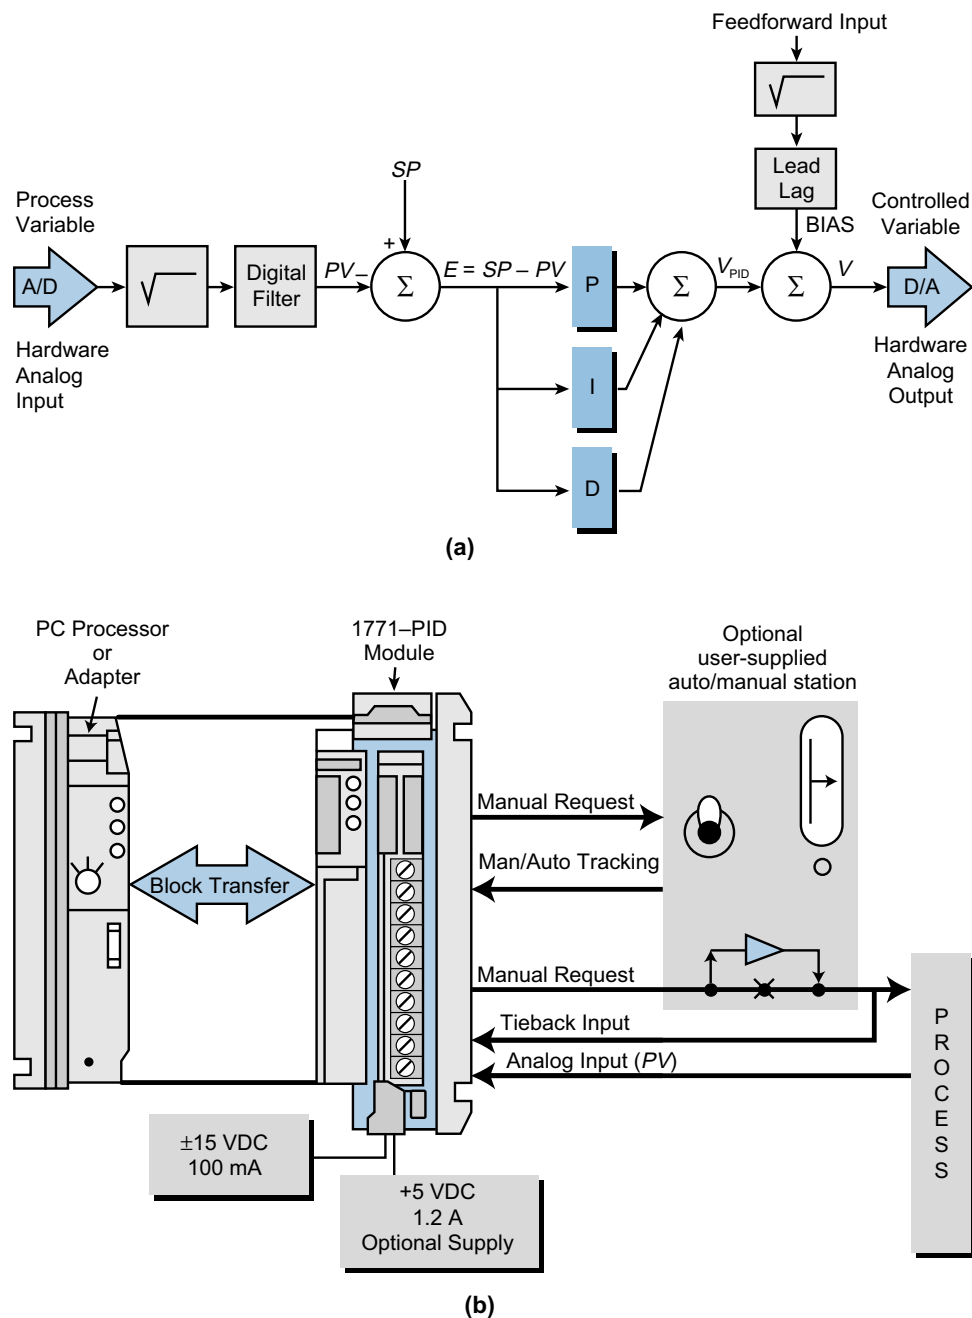 Feedforward Input
√
Lead
Lag
BIAS
SP
+
Process
Variable
A/D
Hardware
Analog
Input
√
Digital
Filter
PV –
Σ
E = SP – PV
P
I
D
Σ
VPID
Σ
V
Controlled
Variable
D/A
Hardware
Analog
Output
(a)
PC Processor
or
Adapter
1771–PID
Module
Optional
user-supplied
auto/manual station
Block Transfer
Manual Request
Man/Auto Tracking
Manual Request
Tieback Input
Analog Input (PV)
PROCESS
±15 VDC
100 mA
+5 VDC
1.2 A
Optional Supply
(b)